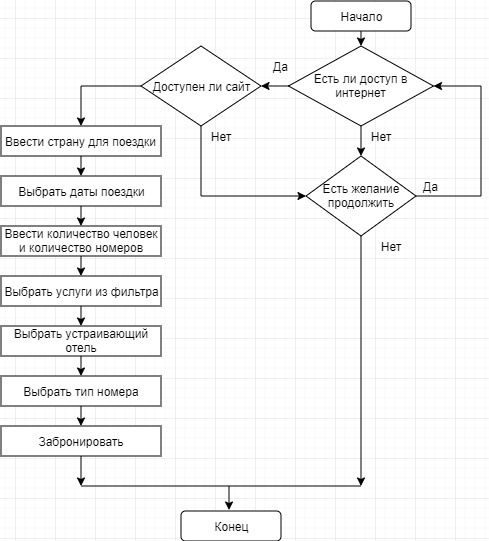 Начало
Да
Есть ли доступ в
интернет
Доступен ли сайт
Нет
Нет
Ввести страну для поездки
Есть желание
продолжить
Да
Выбрать даты поездки
Ввести количество человек
и количество номеров
Нет
Выбрать услуги из фильтра
Выбрать устраивающий
отель
Выбрать тип номера
Забронировать
Конец